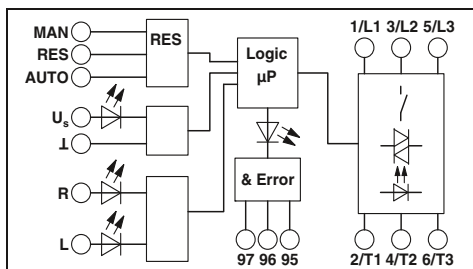 MAN
RES
AUTO
RES
Us
⊥
R
L
Logic
µP
& Error
97 96 95
1/L1 3/L2 5/L3
2/T1 4/T2 6/T3